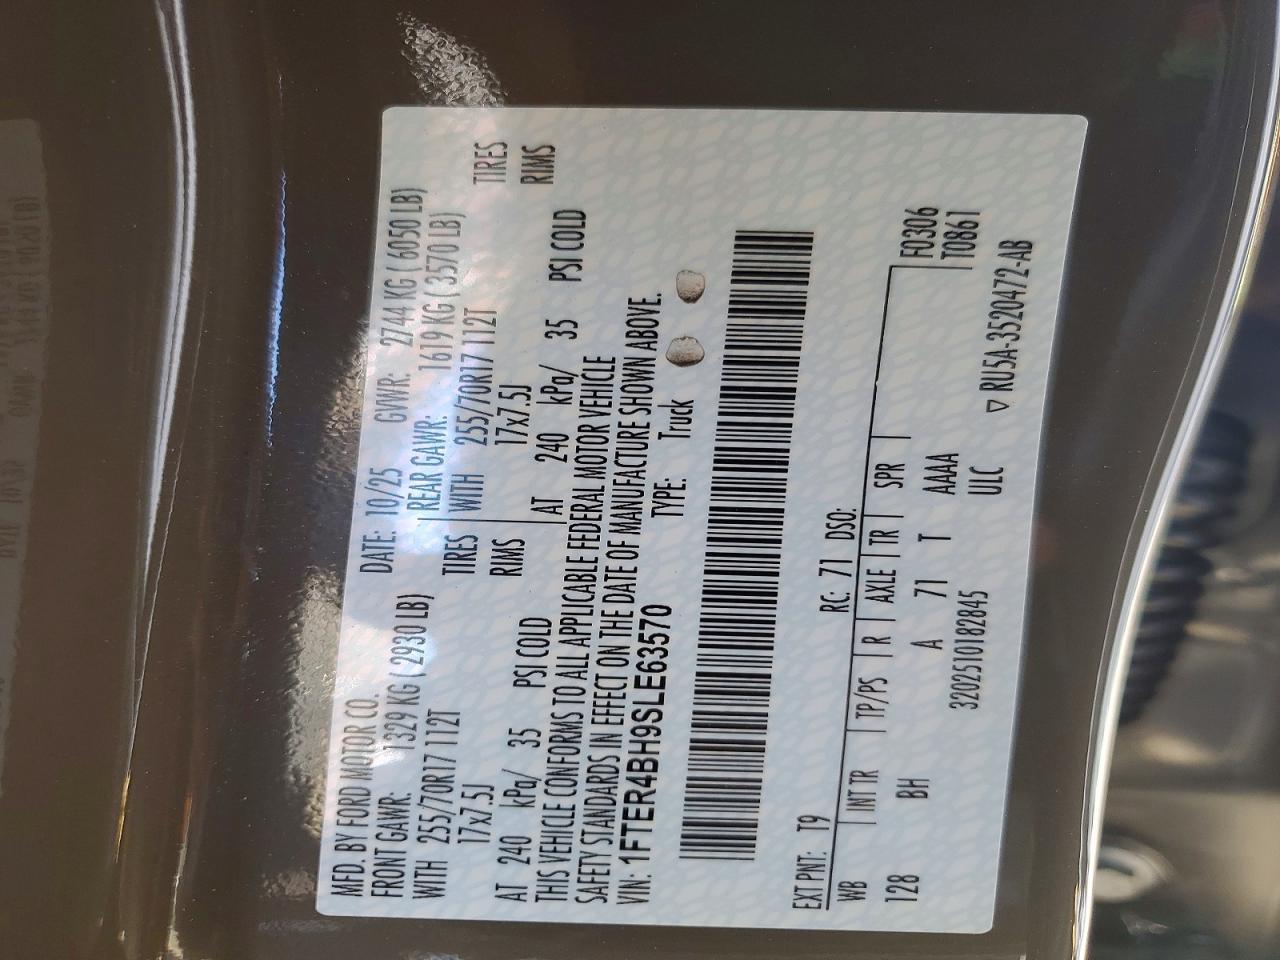 MFD. BY FORD MOTOR CO.
DATE: 10/25 GVWR: 2744 KG ( 6050 LB)
FRONT GAWR: 1329 KG ( 2930 LB) REAR GAWR: 1619 KG ( 3570 LB)
WITH 255/70R17 112T TIRES WITH 255/70R17 112T TIRES
17x7.5J RIMS 17x7.5J RIMS
AT 240 kPa/ 35 PSI COLD AT 240 kPa/ 35 PSI COLD
THIS VEHICLE CONFORMS TO ALL APPLICABLE FEDERAL MOTOR VEHICLE
SAFETY STANDARDS IN EFFECT ON THE DATE OF MANUFACTURE SHOWN ABOVE.
VIN: 1FTER4BH9SLE63570 TYPE: Truck
EXT PNT: T9 RC: 71 DSO:
WB INT TR TP/PS R AXLE TR SPR F0306
128 BH A 71 T AAAA T0861
320251018​2845 ULC
▽ RU5A-3520472-AB